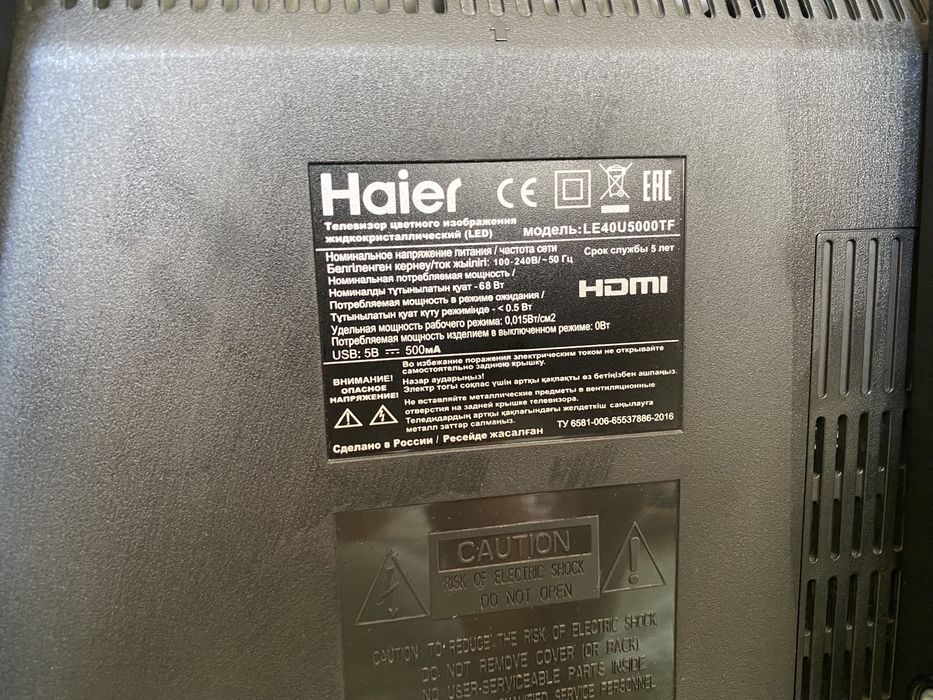 Haier CE EAC
Телевизор цветного изображения
жидкокристаллический (LED) модель:LE40U5000TF
Номинальное напряжение питания / частота сети Срок службы 5 лет
Белгіленген кернеу/ток жыілігі: 100-240В/~50 Гц
Номинальная потребляемая мощность /
Номиналды тұтынылатын қуат - 68 Вт
HDMI
Потребляемая мощность в режиме ожидания /
Тұтынылатын қуат күту режимінде - < 0.5 Вт
Удельная мощность рабочего режима: 0,015Вт/см2
Потребляемая мощность изделием в выключенном режиме: 0Вт
USB: 5В 500мА
ВНИМАНИЕ!
ОПАСНОЕ
НАПРЯЖЕНИЕ!
Во избежание поражения электрическим током не открывайте
самостоятельно заднюю крышку.
Назар аударыңыз!
Электр тогы соқпас үшін артқы қақпақты өз бетіңізбен ашпаңыз.
Не вставляйте металлические предметы в вентиляционные
отверстия на задней крышке телевизора.
Теледидардың артқы қақпағындағы желдеткіш саңылауға
металл заттар салмаңыз.
Сделано в России / Ресейде жасалған ТУ 6581-006-65537886-2016
CAUTION
RISK OF ELECTRIC SHOCK
DO NOT OPEN
CAUTION: TO REDUCE THE RISK OF ELECTRIC SHOCK
DO NOT REMOVE COVER (OR BACK)
NO USER-SERVICEABLE PARTS INSIDE
QUALIFIED SERVICE PERSONNEL